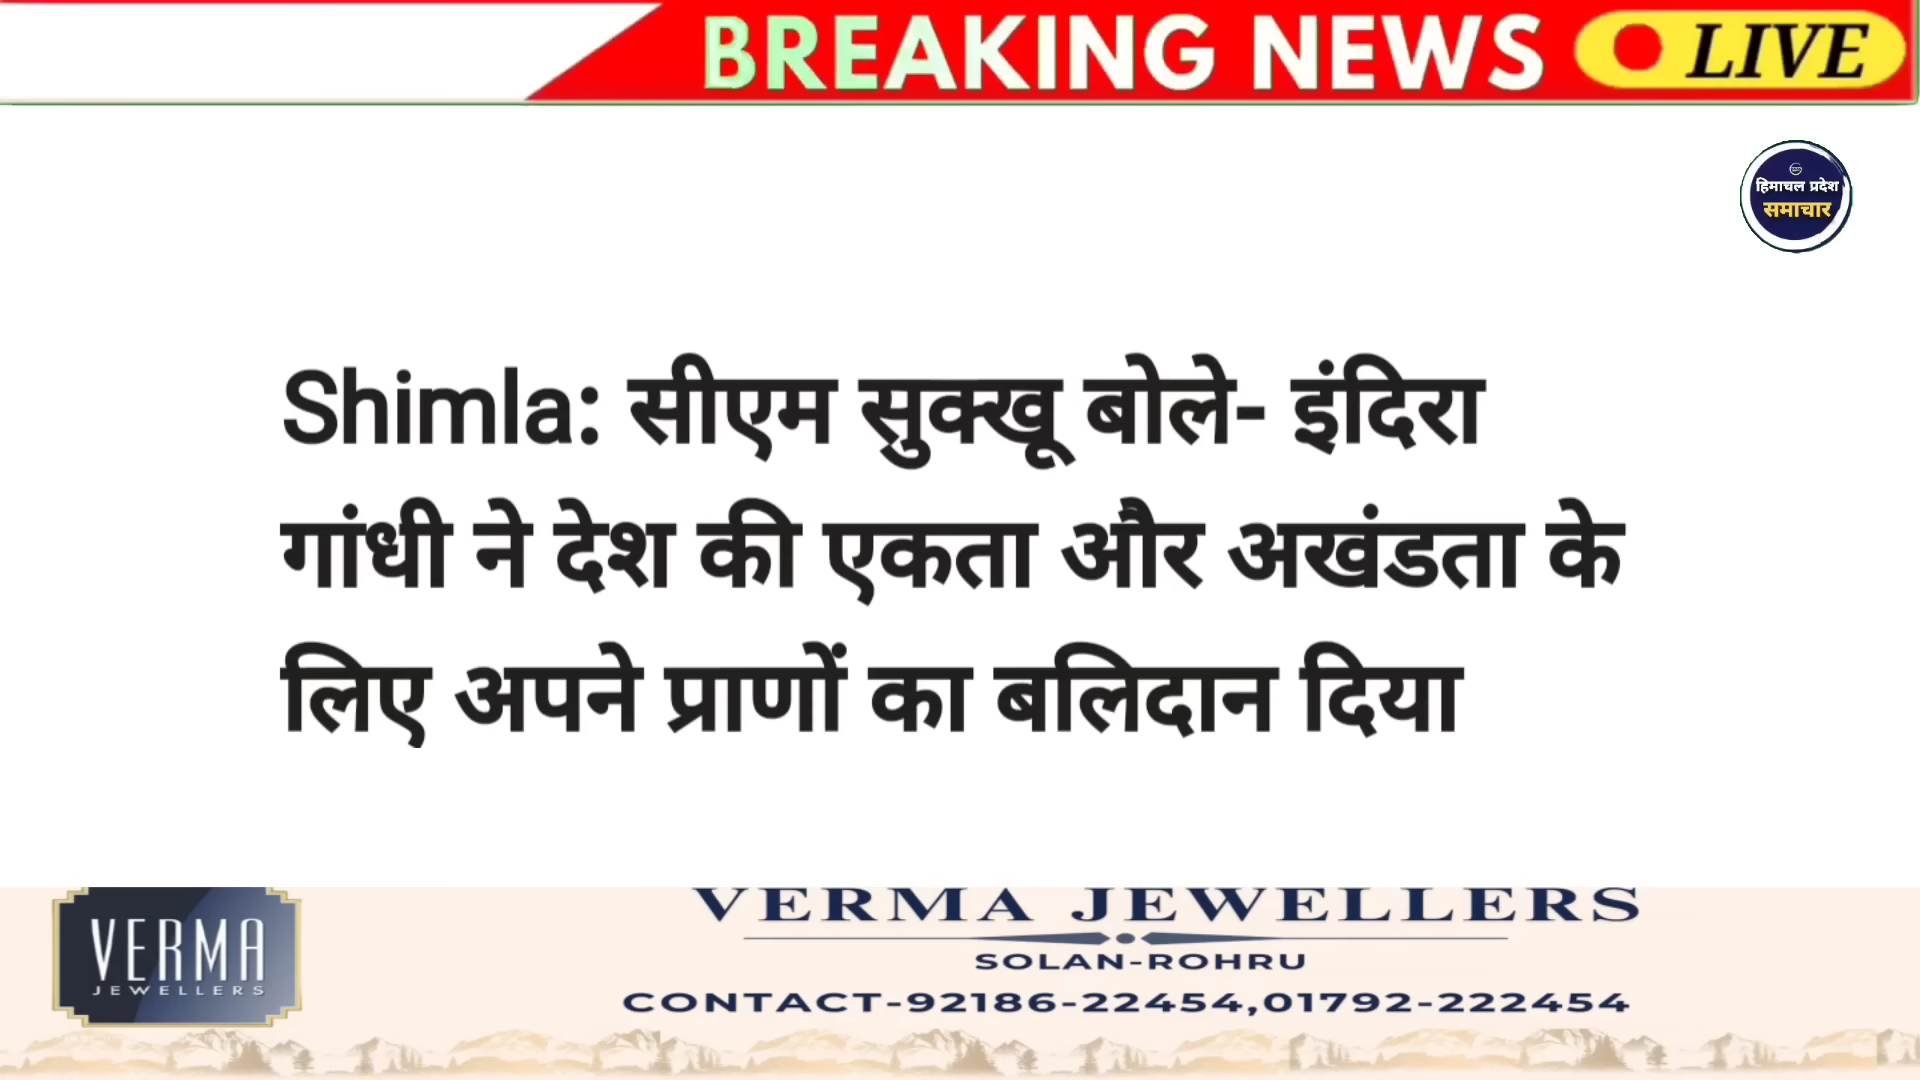 BREAKING NEWS LIVE
हिमाचल प्रदेश
समाचार
Shimla: सीएम सुक्खू बोले- इंदिरा
गांधी ने देश की एकता और अखंडता के
लिए अपने प्राणों का बलिदान दिया
VERMA
JEWELLERS
VERMA JEWELLERS
SOLAN-ROHRU
CONTACT-92186-22454,01792-222454